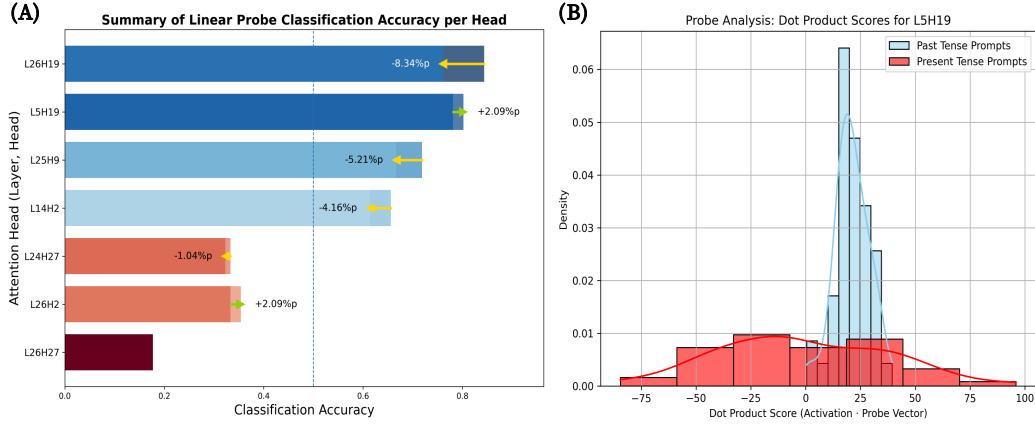 (A)
Summary of Linear Probe Classification Accuracy per Head
Attention Head (Layer, Head)
L26H19
-8.34%p
L5H19
+2.09%p
L25H9
-5.21%p
L14H2
-4.16%p
L24H27
-1.04%p
L26H2
+2.09%p
L26H27
0.0
0.2
0.4
0.6
0.8
Classification Accuracy
(B)
Probe Analysis: Dot Product Scores for L5H19
Past Tense Prompts
Present Tense Prompts
Density
0.06
0.05
0.04
0.03
0.02
0.01
0.00
−75
−50
−25
0
25
50
75
100
Dot Product Score (Activation · Probe Vector)